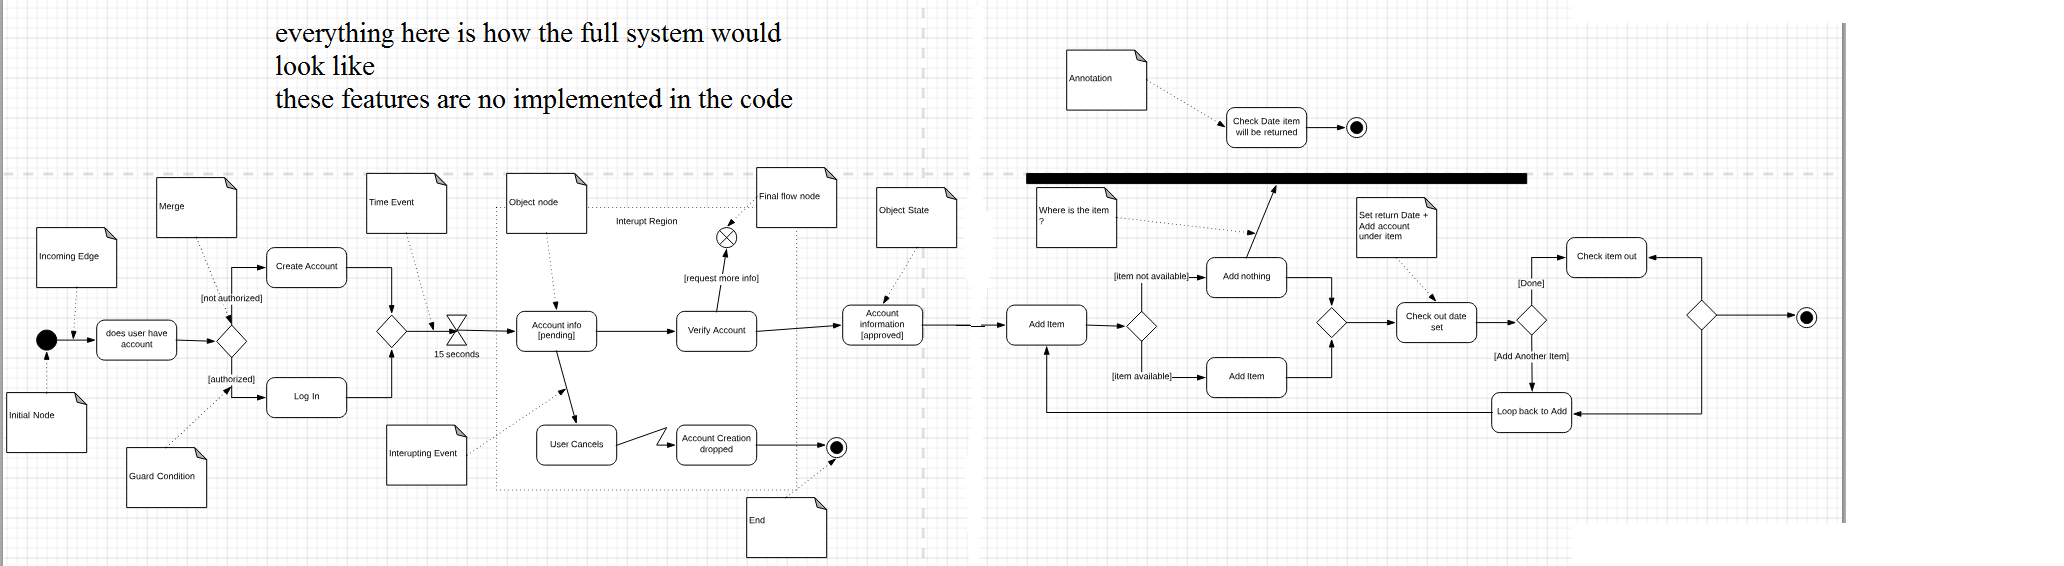 everything here is how the full system would
look like
these features are no implemented in the code
Annotation
Check Date item
will be returned
Merge
Time Event
Object node
Interupt Region
Final flow node
Object State
Where is the item
?
Set return Date +
Add account
under item
Incoming Edge
Create Account
[not authorized]
[request more info]
[item not available]
Add nothing
[Done]
Check item out
does user have
account
15 seconds
Account info
[pending]
Verify Account
Account
information
[approved]
Add Item
Check out date
set
[authorized]
Log In
[item available]
Add Item
[Add Another Item]
Loop back to Add
Initial Node
Guard Condition
Interupting Event
User Cancels
Account Creation
dropped
End